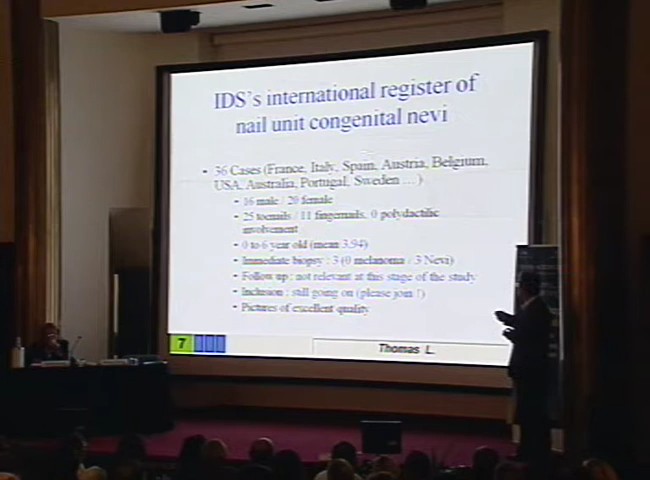 IDS's international register of
nail unit congenital nevi
• 36 Cases (France, Italy, Spain, Austria, Belgium,
USA, Australia, Portugal, Sweden ... )
• 16 male / 20 female
• 25 toenails / 11 fingernails, 0 polydactilic
involvement
• 0 to 6 year old (mean 3.94)
• Immediate biopsy : 3 (0 melanoma / 3 Nevi)
• Follow up : not relevant at this stage of the study
• Inclusion : still going on (please join !)
• Pictures of excellent quality
7
Thomas L.